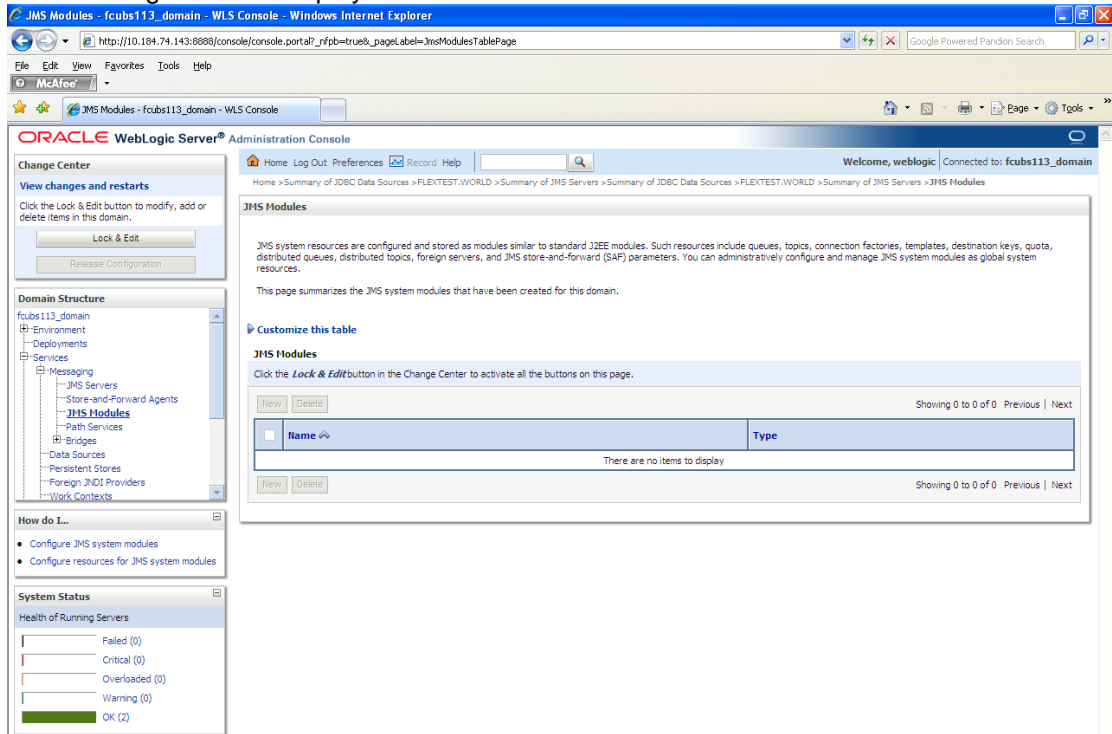 JMS Modules - fcubs113_domain - WLS Console - Windows Internet Explorer
http://10.184.74.143:8888/console/console.portal?_nfpb=true&_pageLabel=JmsModulesTablePage
Google Powered Pandion Search
File Edit View Favorites Tools Help
McAfee
JMS Modules - fcubs113_domain - WLS Console
Page Tools
ORACLE WebLogic Server® Administration Console
Change Center
View changes and restarts
Click the Lock & Edit button to modify, add or
delete items in this domain.
Lock & Edit
Release Configuration
Domain Structure
fcubs113_domain
Environment
Deployments
Services
Messaging
JMS Servers
Store-and-Forward Agents
JMS Modules
Path Services
Bridges
Data Sources
Persistent Stores
Foreign JNDI Providers
Work Contexts
How do I...
Configure JMS system modules
Configure resources for JMS system modules
System Status
Health of Running Servers
Failed (0)
Critical (0)
Overloaded (0)
Warning (0)
OK (2)
Home Log Out Preferences Record Help
Welcome, weblogic Connected to: fcubs113_domain
Home >Summary of JDBC Data Sources >FLEXTEST.WORLD >Summary of JMS Servers >Summary of JDBC Data Sources >FLEXTEST.WORLD >Summary of JMS Servers >JMS Modules
JMS Modules
JMS system resources are configured and stored as modules similar to standard J2EE modules. Such resources include queues, topics, connection factories, templates, destination keys, quota,
distributed queues, distributed topics, foreign servers, and JMS store-and-forward (SAF) parameters. You can administratively configure and manage JMS system modules as global system
resources.
This page summarizes the JMS system modules that have been created for this domain.
Customize this table
JMS Modules
Click the Lock & Edit button in the Change Center to activate all the buttons on this page.
New Delete
Showing 0 to 0 of 0 Previous | Next
Name Type
There are no items to display
New Delete
Showing 0 to 0 of 0 Previous | Next